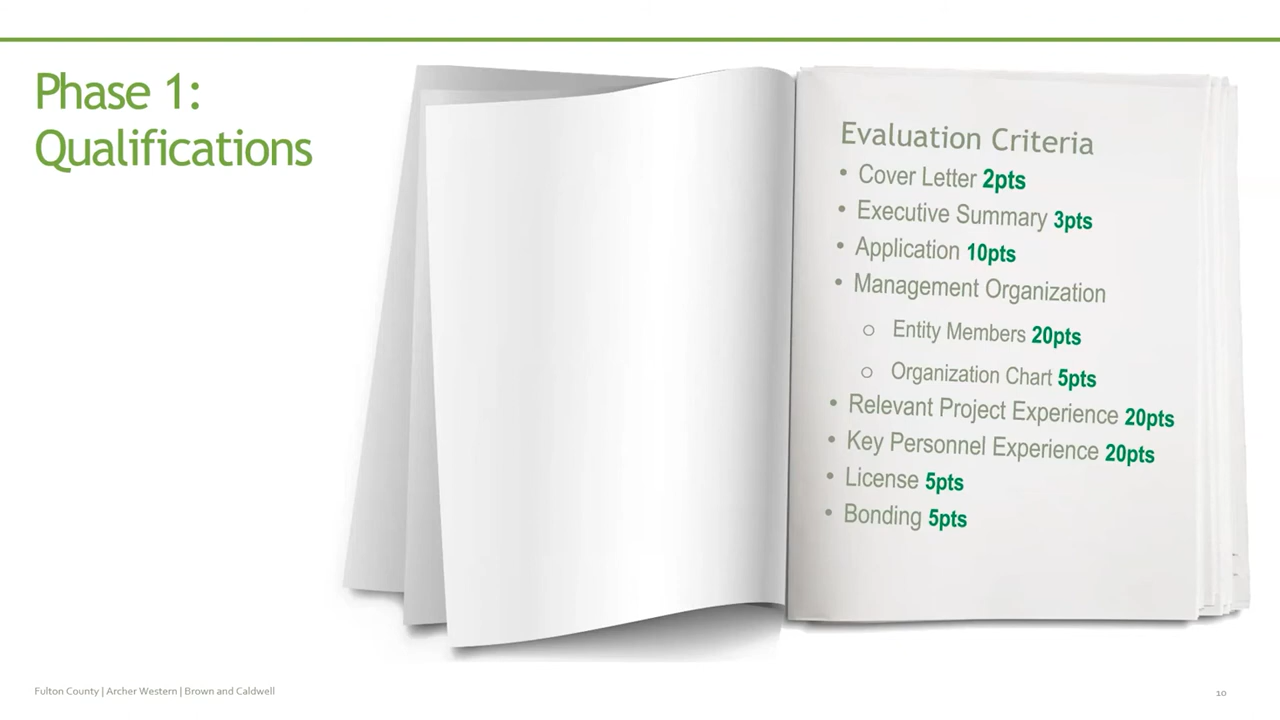 Phase 1:
Qualifications
Evaluation Criteria
• Cover Letter 2pts
• Executive Summary 3pts
• Application 10pts
• Management Organization
o Entity Members 20pts
o Organization Chart 5pts
• Relevant Project Experience 20pts
• Key Personnel Experience 20pts
• License 5pts
• Bonding 5pts
Fulton County | Archer Western | Brown and Caldwell
10